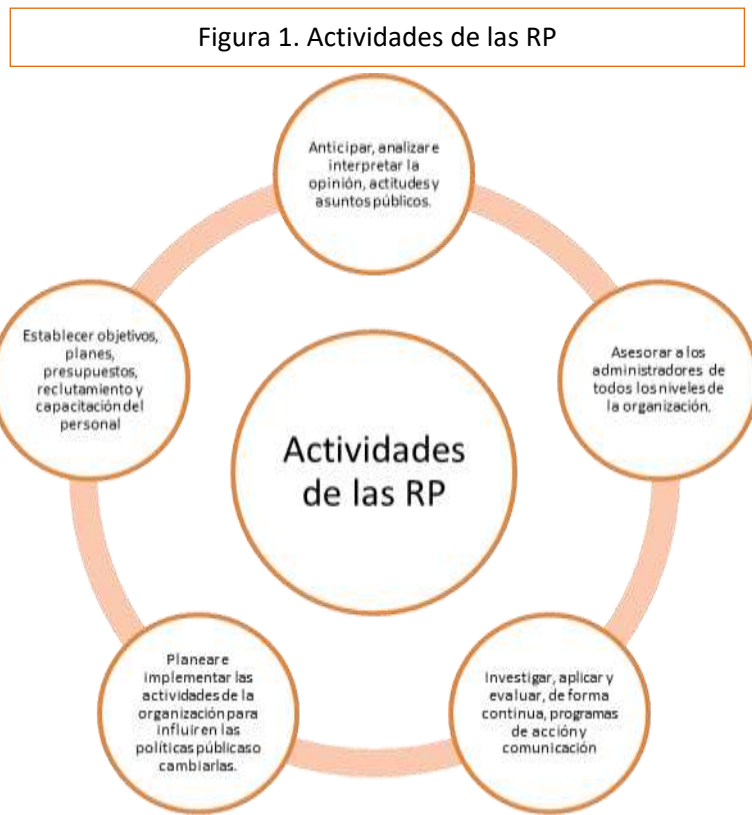 Figura 1. Actividades de las RP
Anticipar, analizar e
interpretar la
opinión, actitudes y
asuntos públicos.
Asesorar a los
administradores de
todos los niveles de
la organización.
Investigar, aplicar y
evaluar, de forma
continua, programas
de acción y
comunicación
Planear e
implementar las
actividades de la
organización para
influir en las
políticas públicas o
cambiarlas.
Establecer objetivos,
planes,
presupuestos,
reclutamiento y
capacitación del
personal
Actividades
de las RP